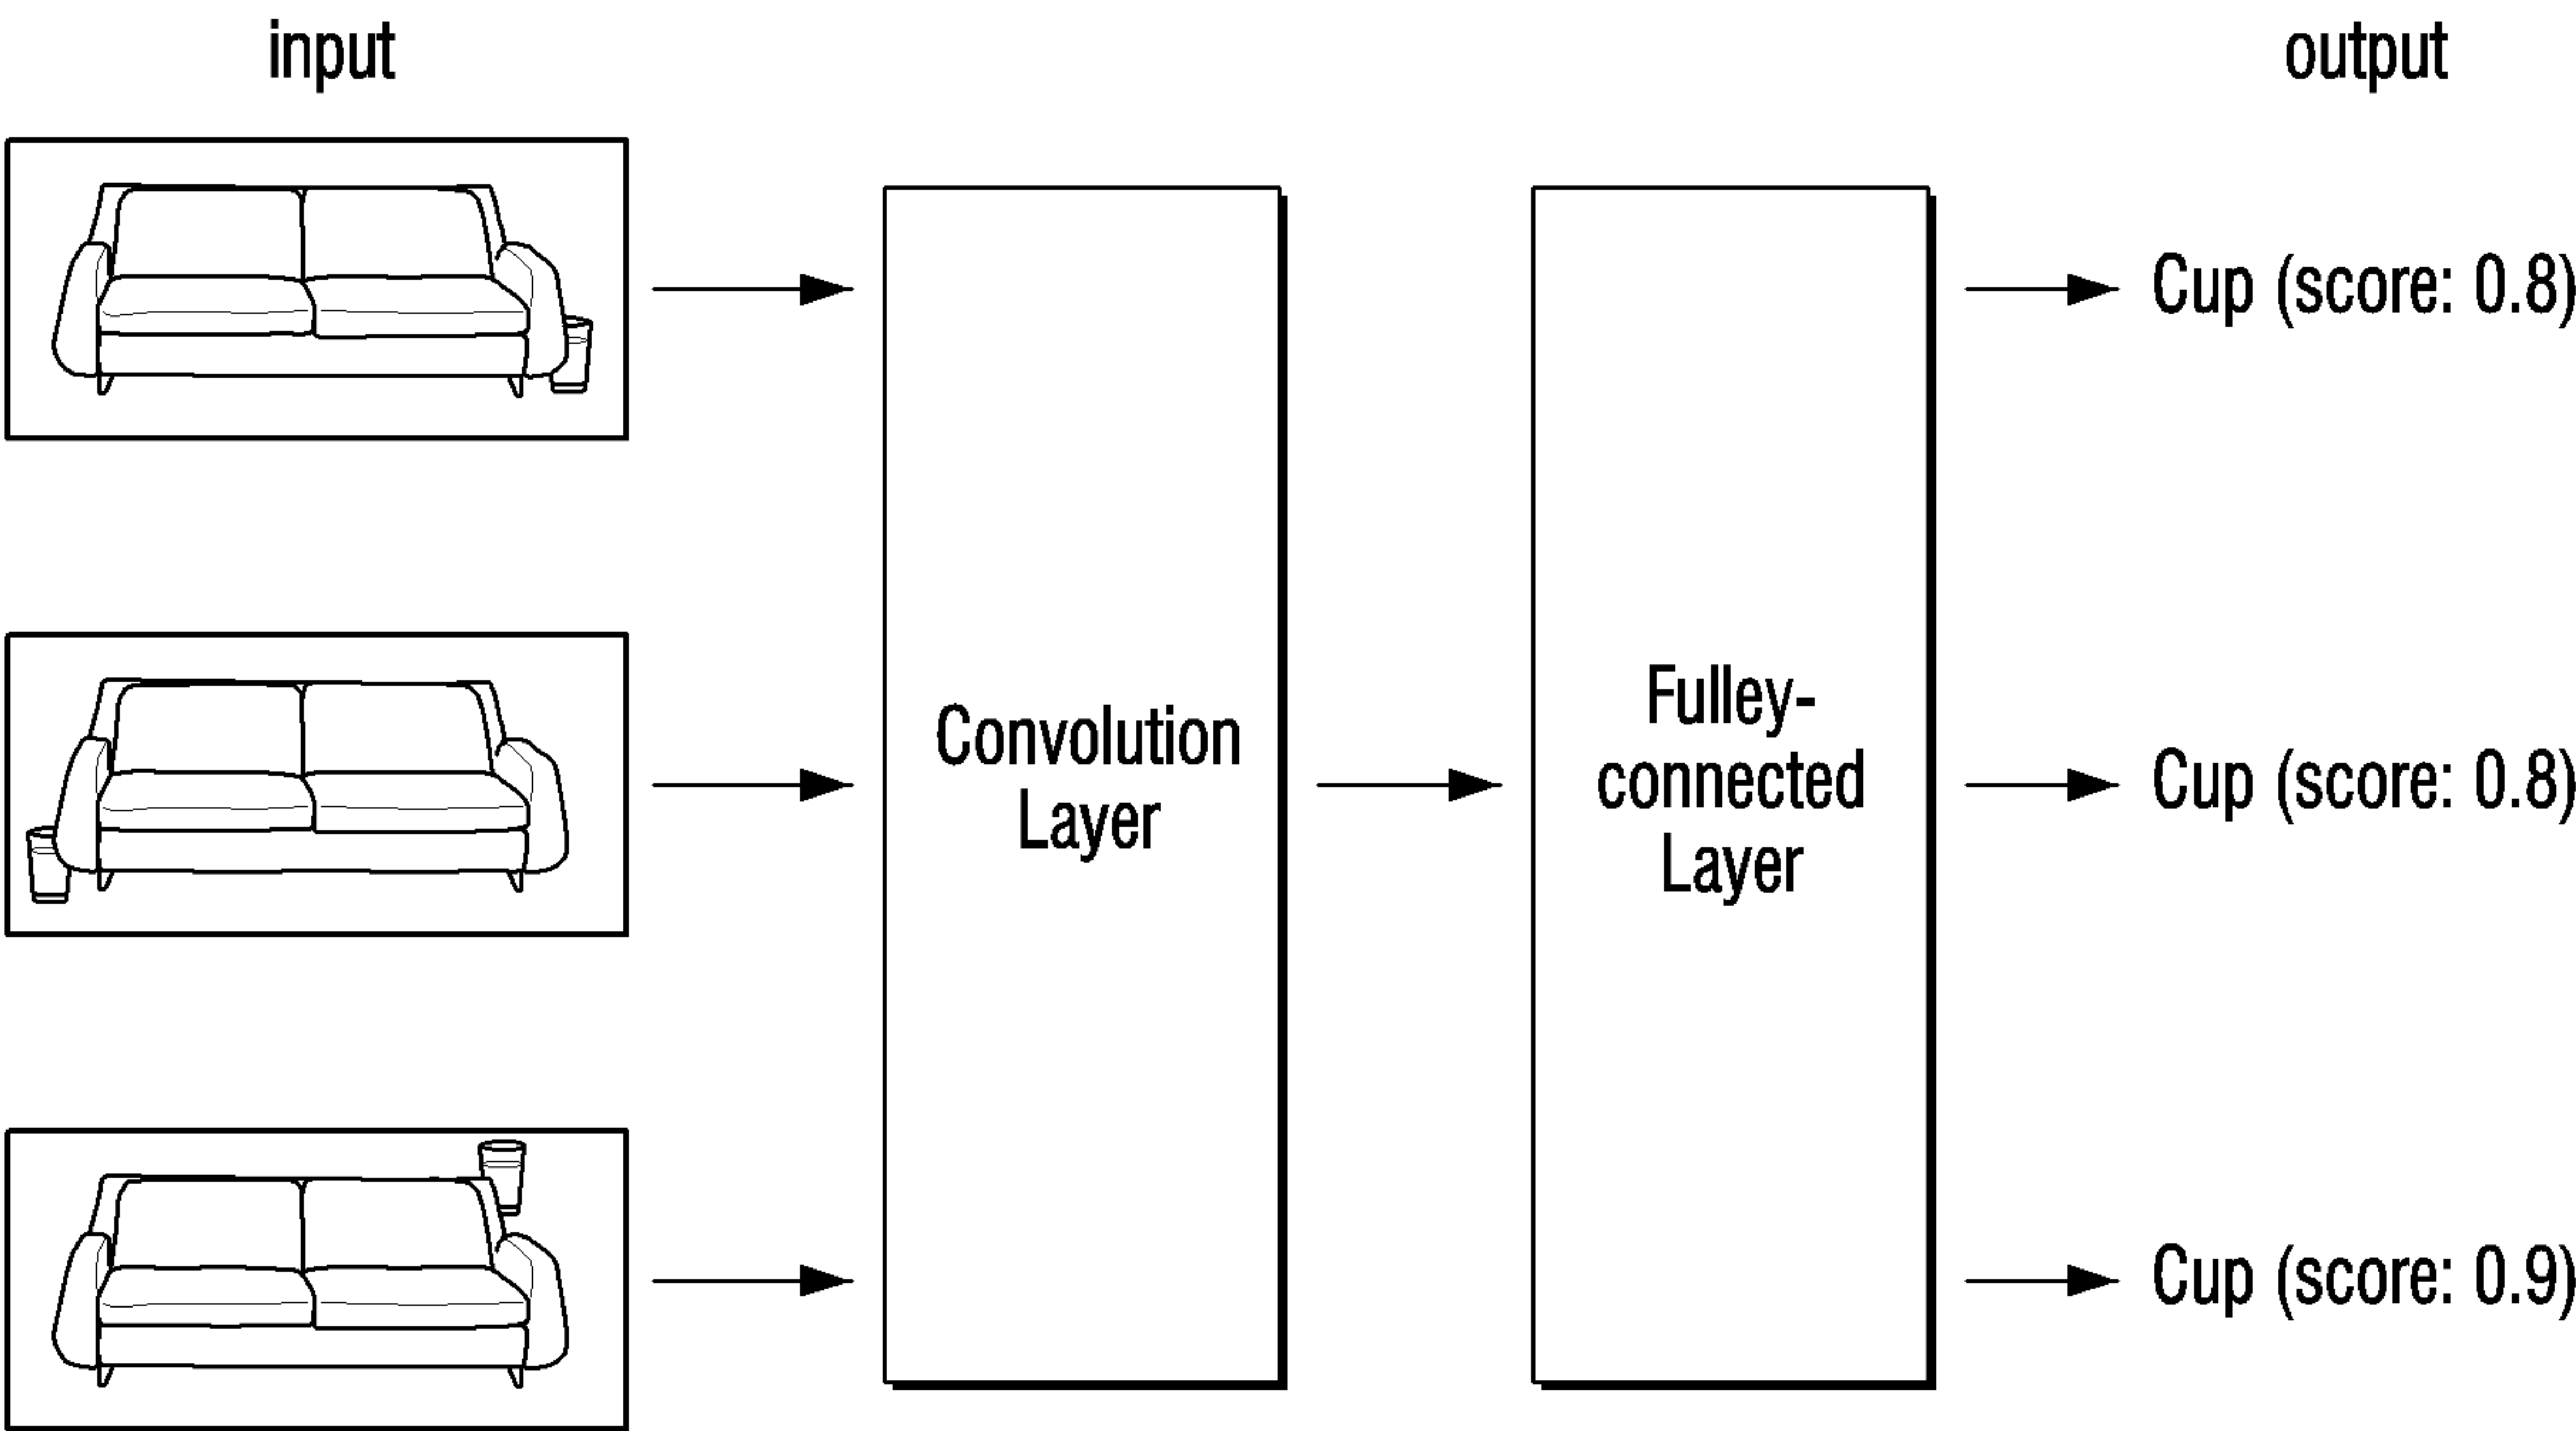 input
output
Cup (score: 0.8)
Convolution
Layer
Fulley-
connected
Layer
Cup (score: 0.8)
Cup (score: 0.9)